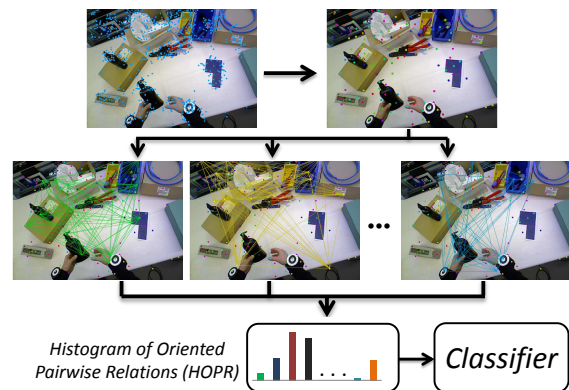 Histogram of Oriented
Pairwise Relations (HOPR)
Classifier